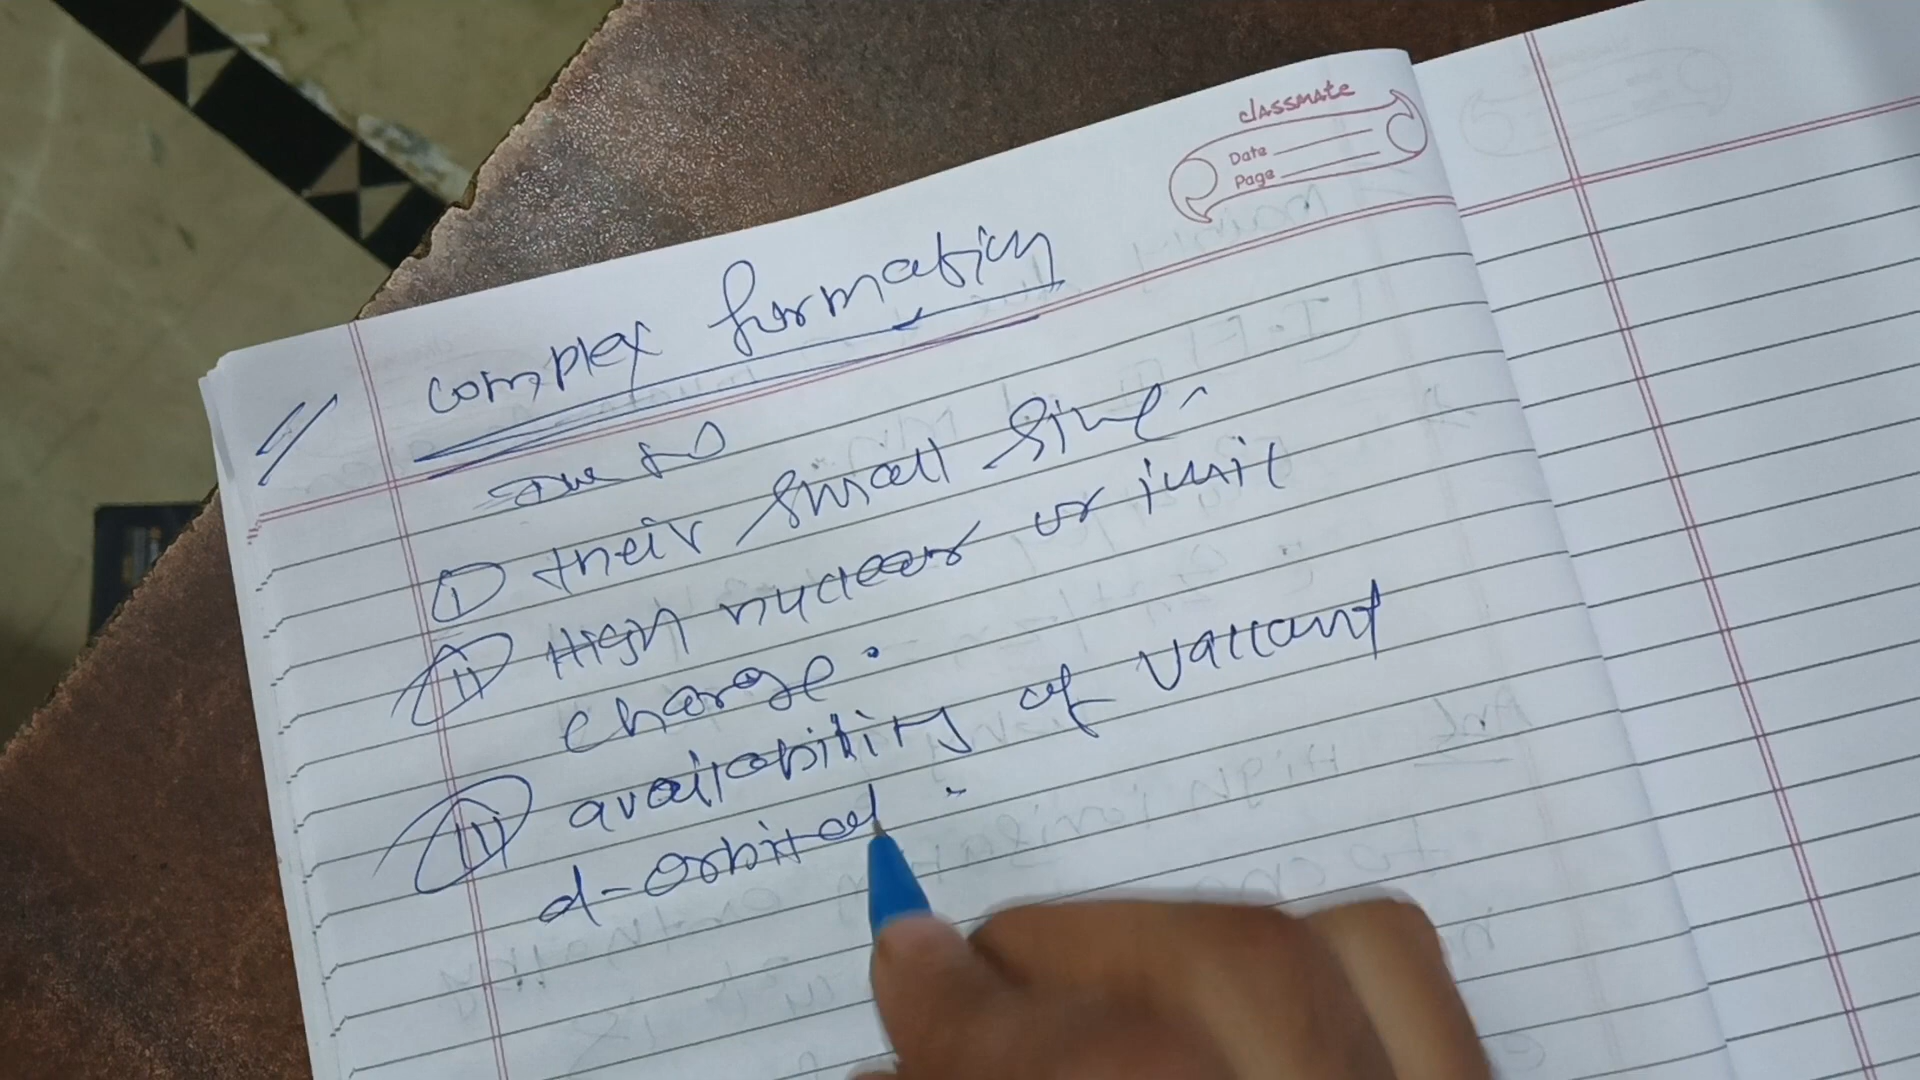 classmate
Date
Page
complex formation
Due to
(i) their small size
(ii) High nuclear or ionic
charge.
(iii) availability of vacant
d-orbital.